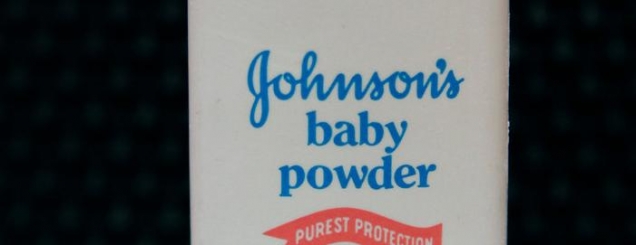 Johnson's
baby
powder
PUREST PROTECTION